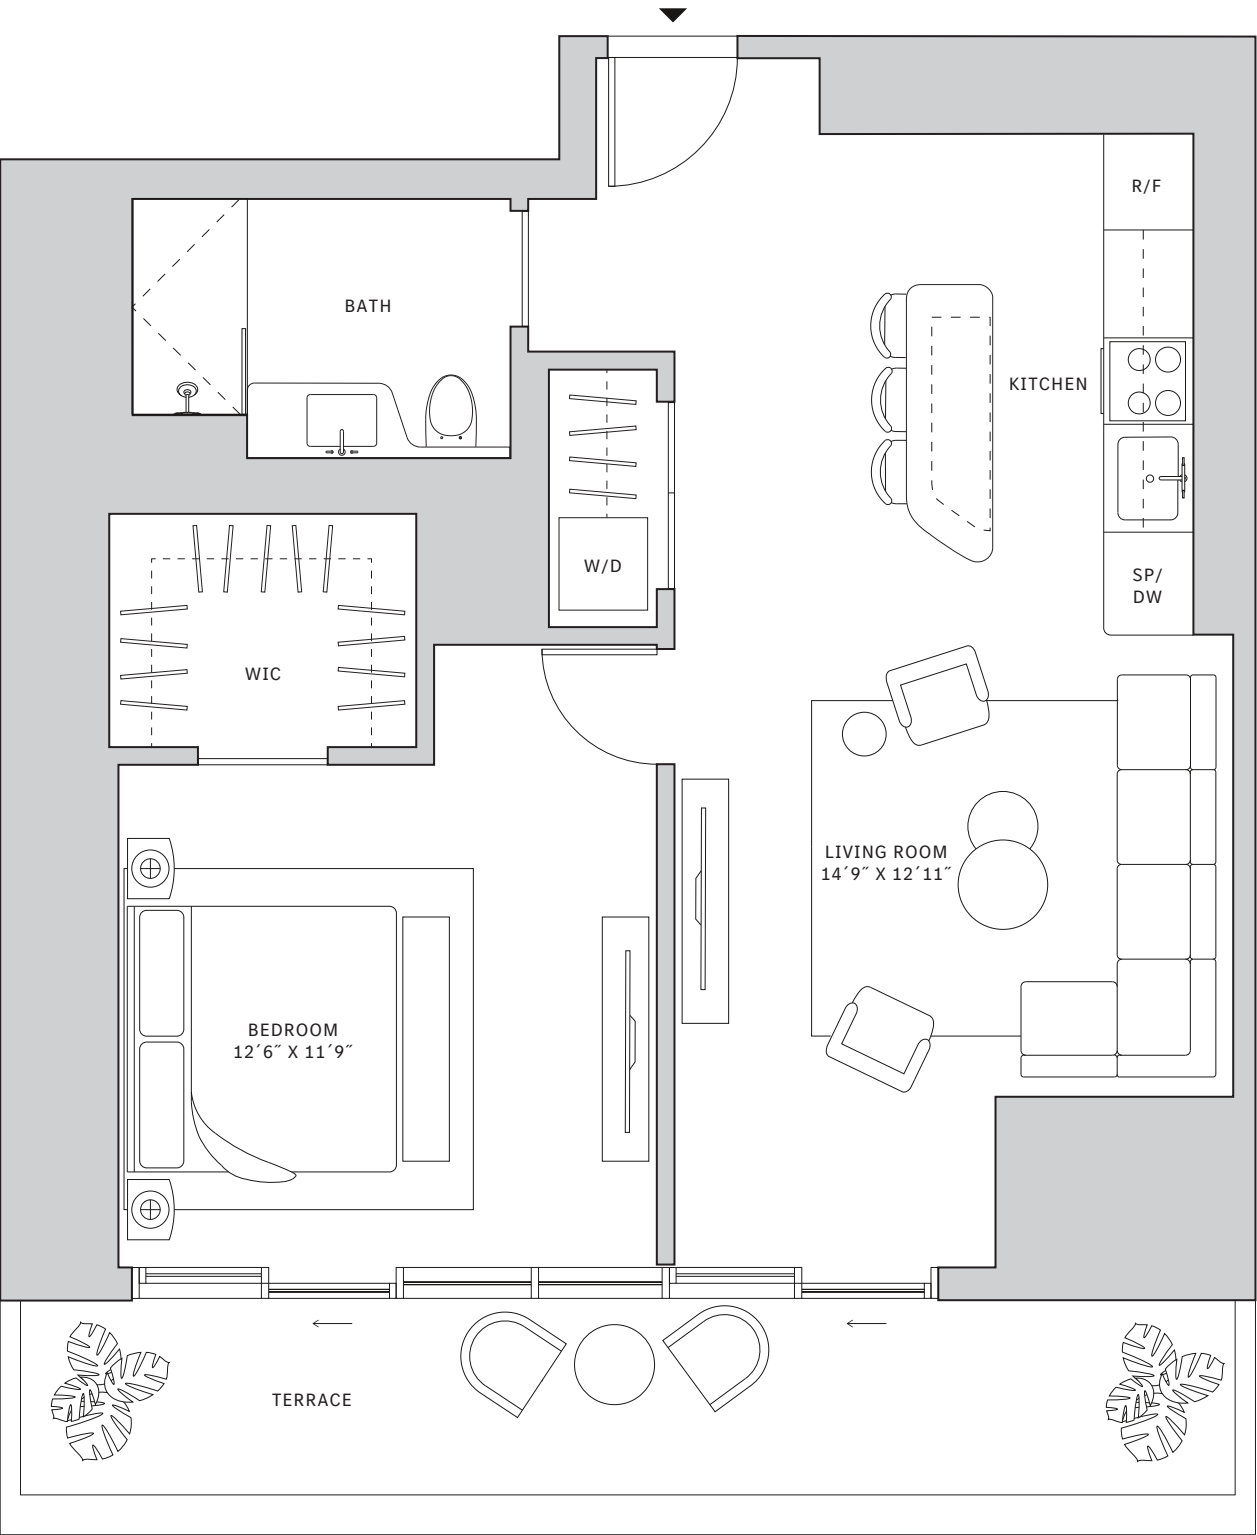 R/F
BATH
KITCHEN
W/D
SP/
DW
WIC
LIVING ROOM
14´9˝ X 12´11˝
BEDROOM
12´6˝ X 11´9˝
TERRACE